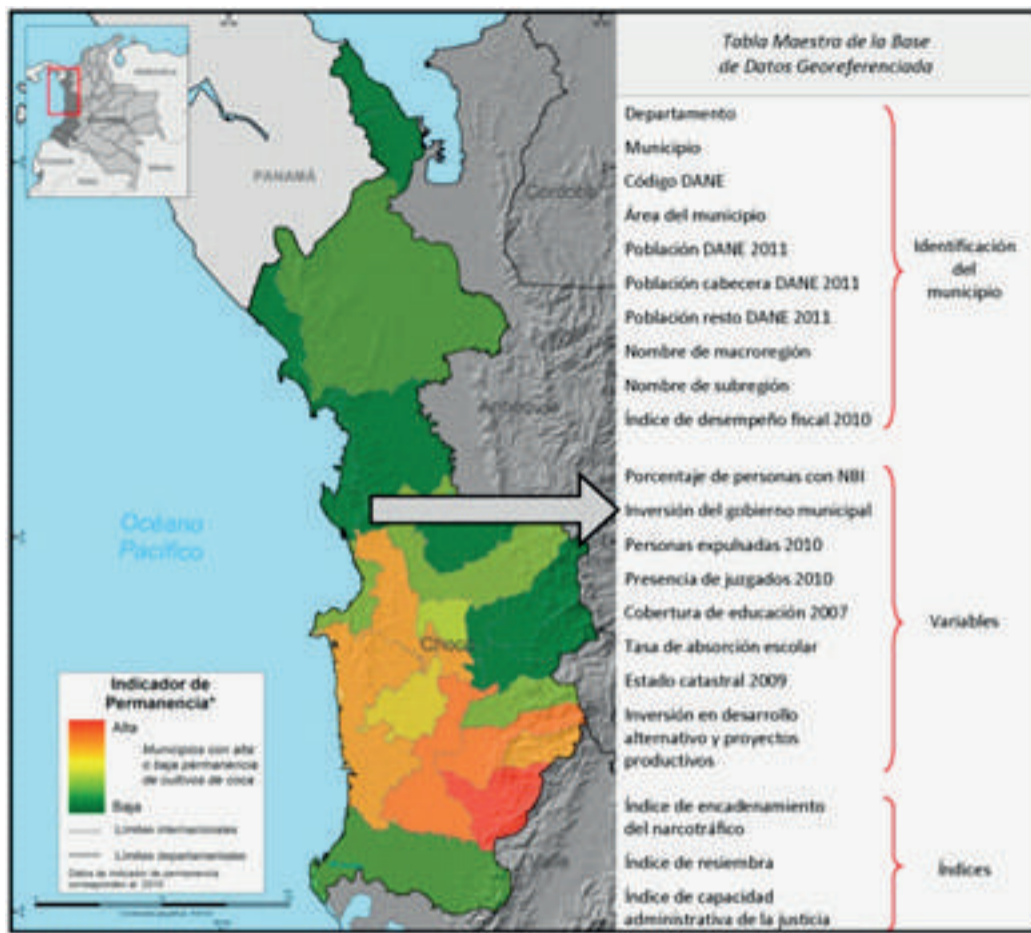 Tabla Maestra de la Base
de Datos Georeferenciada
PANAMÁ
Córdoba
Antioquia
Océano
Pacífico
Chocó
Valle
Departamento
Municipio
Código DANE
Área del municipio
Población DANE 2011
Población cabecera DANE 2011
Población resto DANE 2011
Nombre de macroregión
Nombre de subregión
Índice de desempeño fiscal 2010
Identificación
del
municipio
Porcentaje de personas con NBI
Inversión del gobierno municipal
Personas expulsadas 2010
Presencia de juzgados 2010
Cobertura de educación 2007
Tasa de absorción escolar
Estado catastral 2009
Inversión en desarrollo
alternativo y proyectos
productivos
Variables
Índice de encadenamiento
del narcotráfico
Índice de resiembra
Índice de capacidad
administrativa de la justicia
Índices
Indicador de
Permanencia*
Alta
Municipios con alta
o baja permanencia
de cultivos de coca
Baja
Límites internacionales
Límites departamentales
Datos de indicador de permanencia